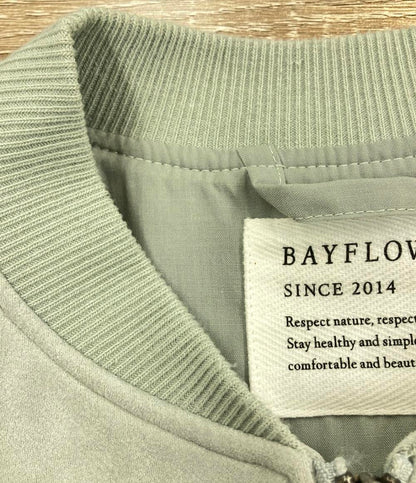 BAYFLOW
SINCE 2014
Respect nature, respect
Stay healthy and simple
comfortable and beaut